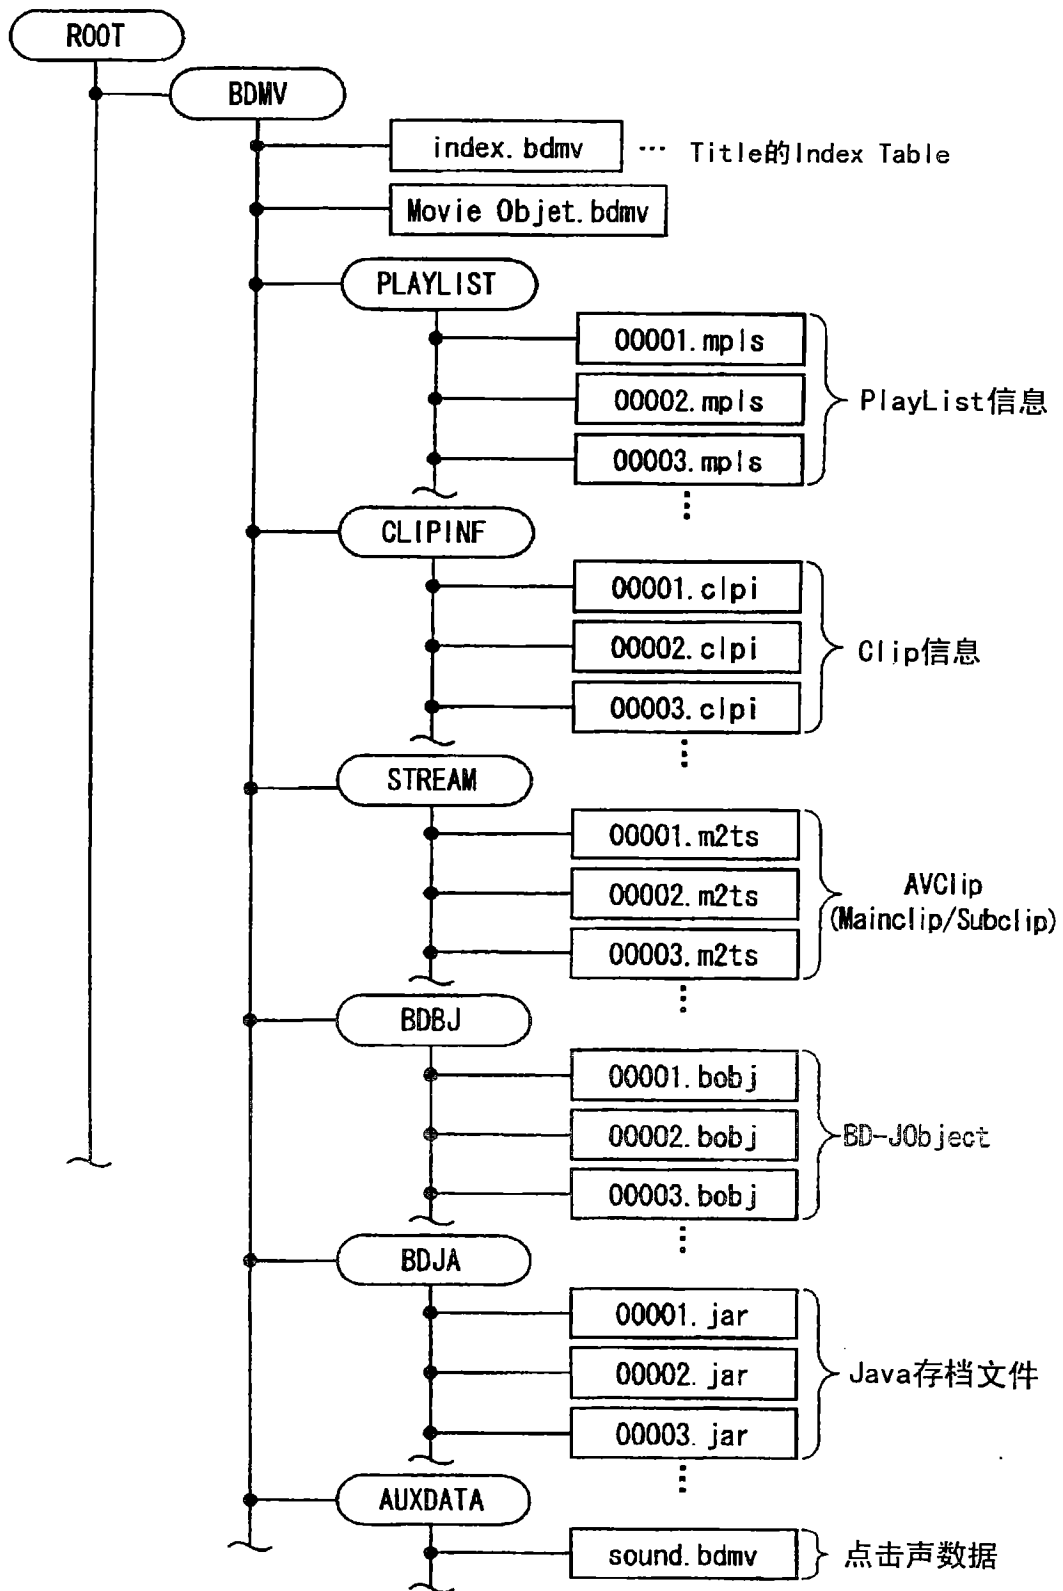 ROOT
BDMV
index.bdmv ··· Title的Index Table
Movie Objet.bdmv
PLAYLIST
00001.mpls
00002.mpls
00003.mpls
PlayList信息
CLIPINF
00001.clpi
00002.clpi
00003.clpi
Clip信息
STREAM
00001.m2ts
00002.m2ts
00003.m2ts
AVClip
(Mainclip/Subclip)
BDBJ
00001.bobj
00002.bobj
00003.bobj
BD-JObject
BDJA
00001.jar
00002.jar
00003.jar
Java存档文件
AUXDATA
sound.bdmv
点击声数据